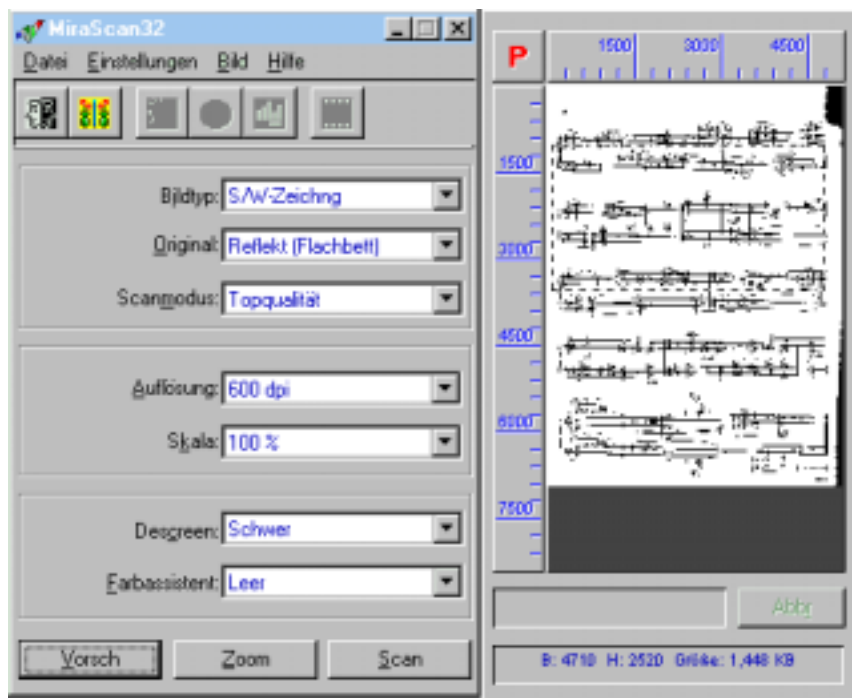 MiraScan32
Datei Einstellungen Bild Hilfe
Bildtyp: S/W-Zeichng
Original: Reflekt (Flachbett)
Scanmodus: Topqualität
Auflösung: 600 dpi
Skala: 100 %
Descreen: Schwer
Farbassistent: Leer
Vorsch Zoom Scan
P 1500 3000 4500
1500
3000
4500
6000
7500
Abbr
B: 4710 H: 2520 Größe: 1,448 KB